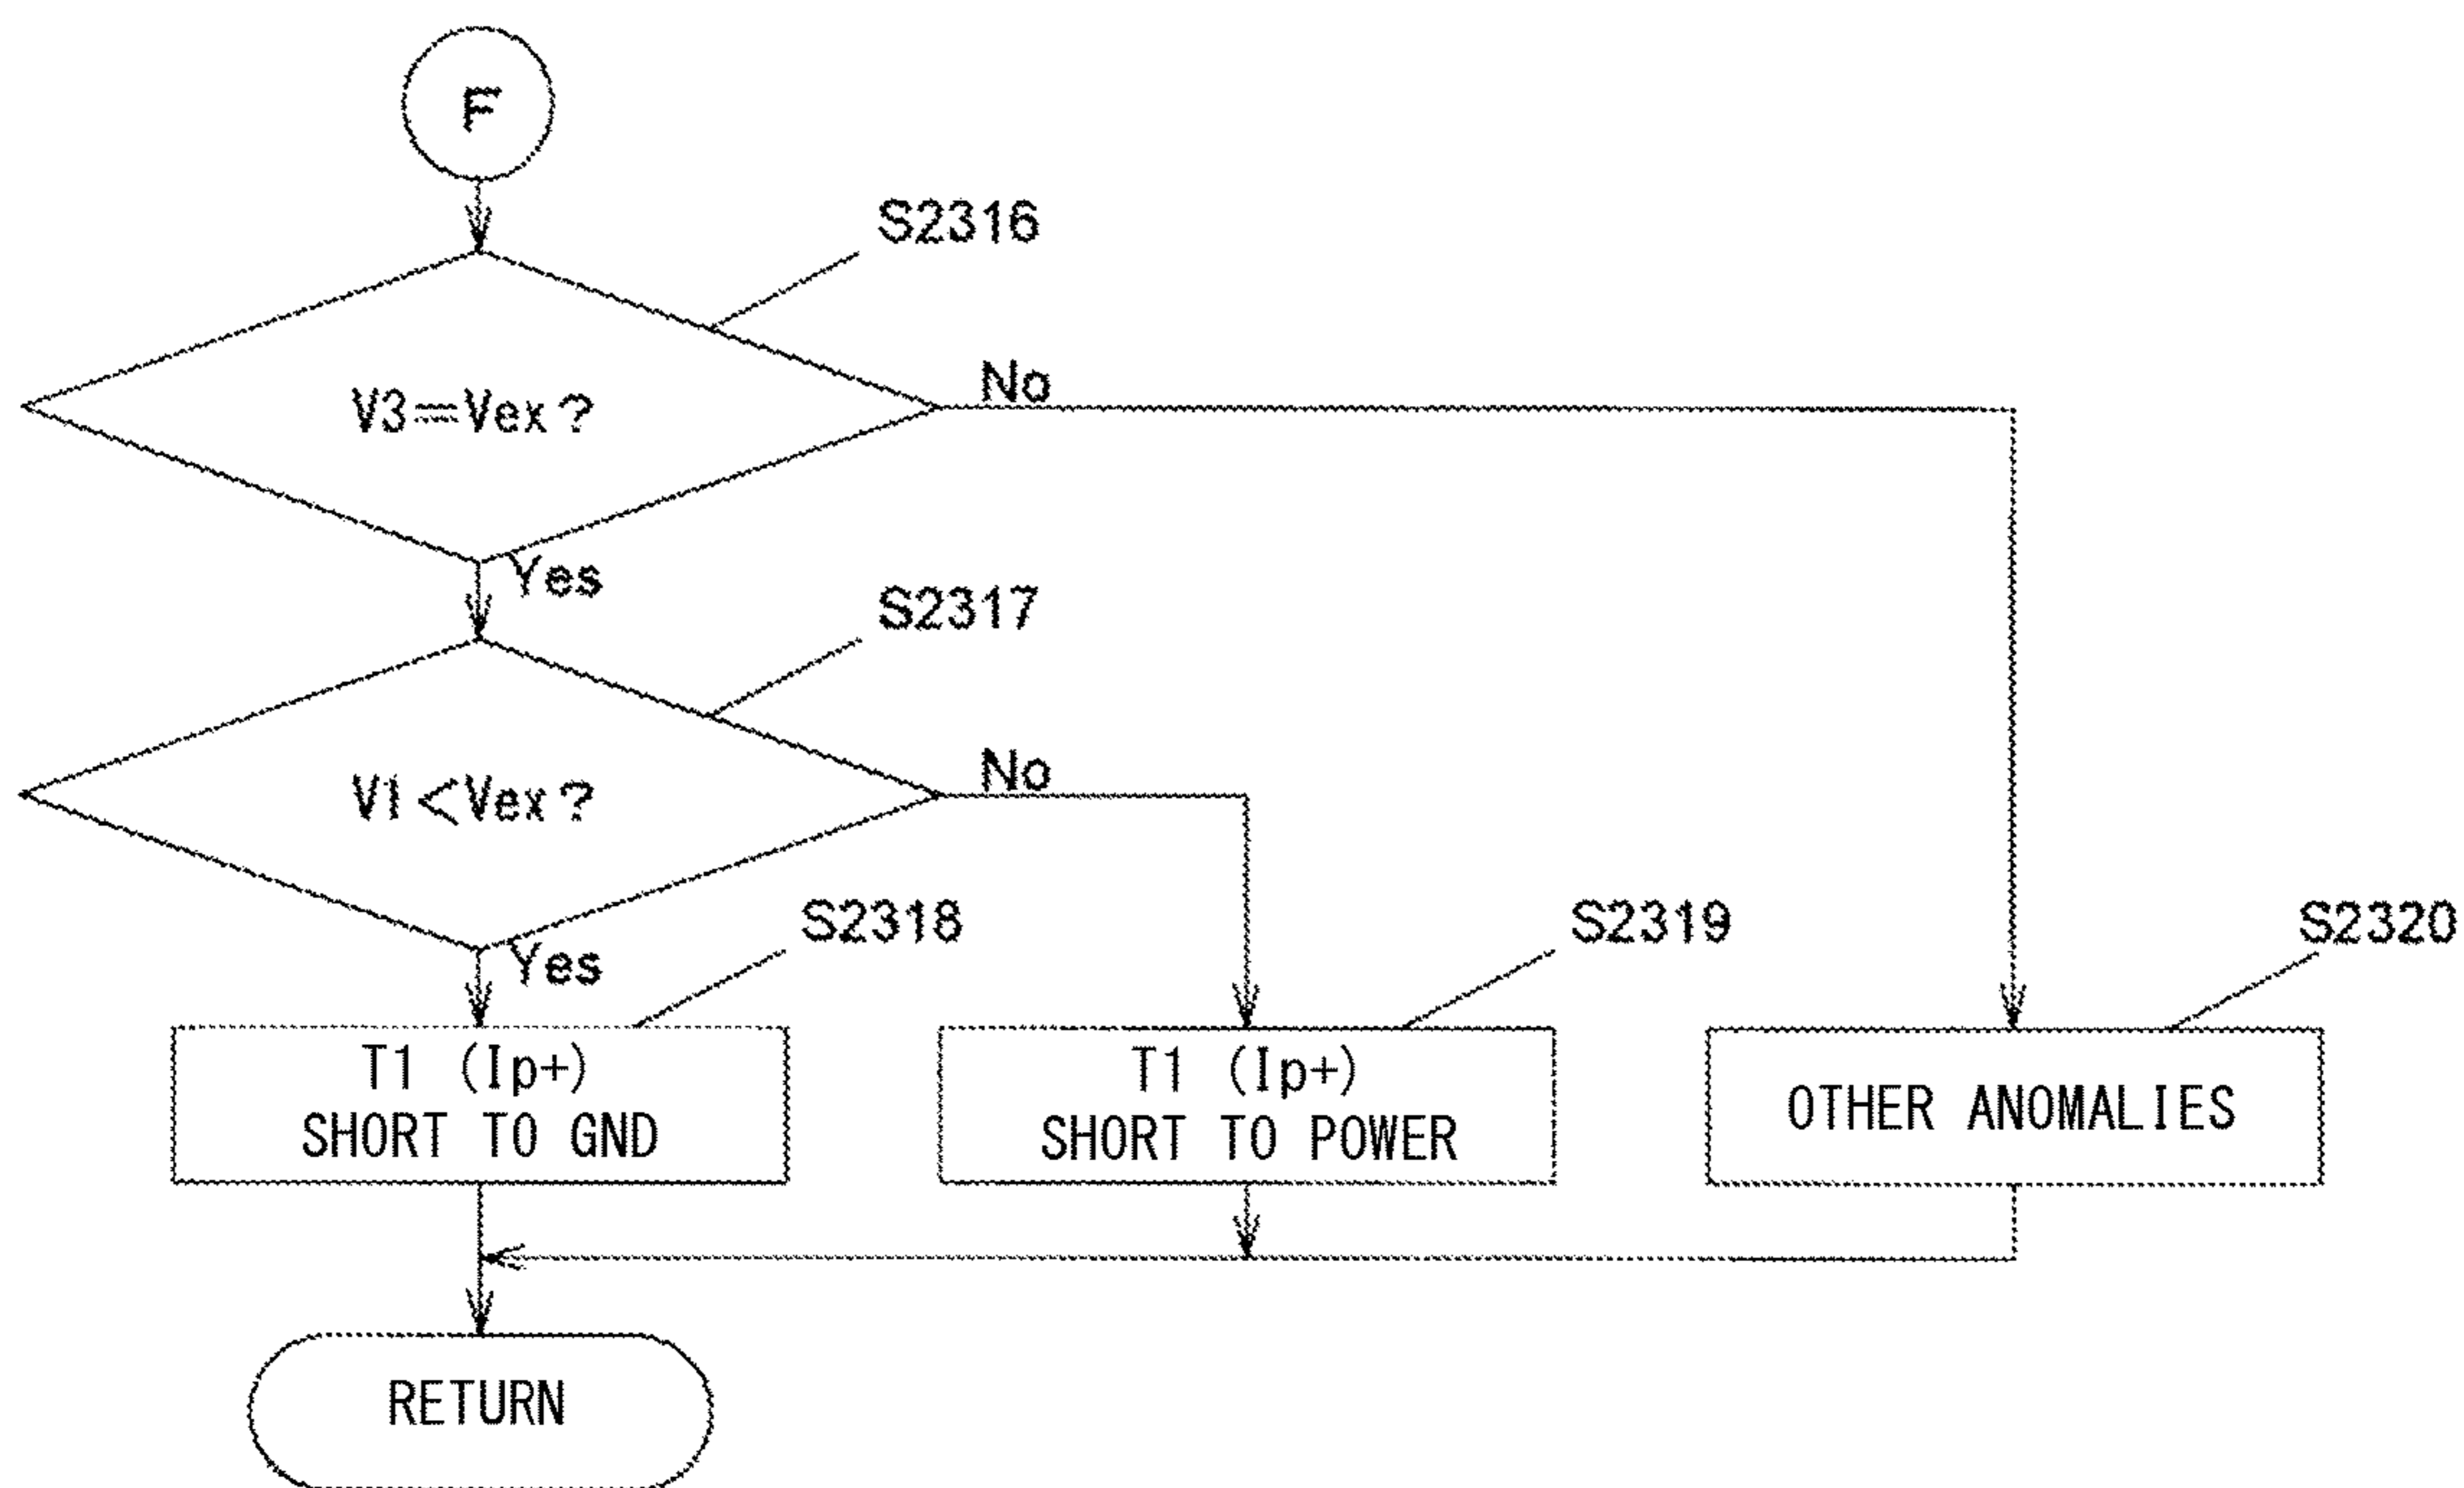 F
S2316
V3=Vex?
No
Yes
S2317
V1<Vex?
No
Yes
S2318
S2319
S2320
T1 (Ip+)
SHORT TO GND
T1 (Ip+)
SHORT TO POWER
OTHER ANOMALIES
RETURN